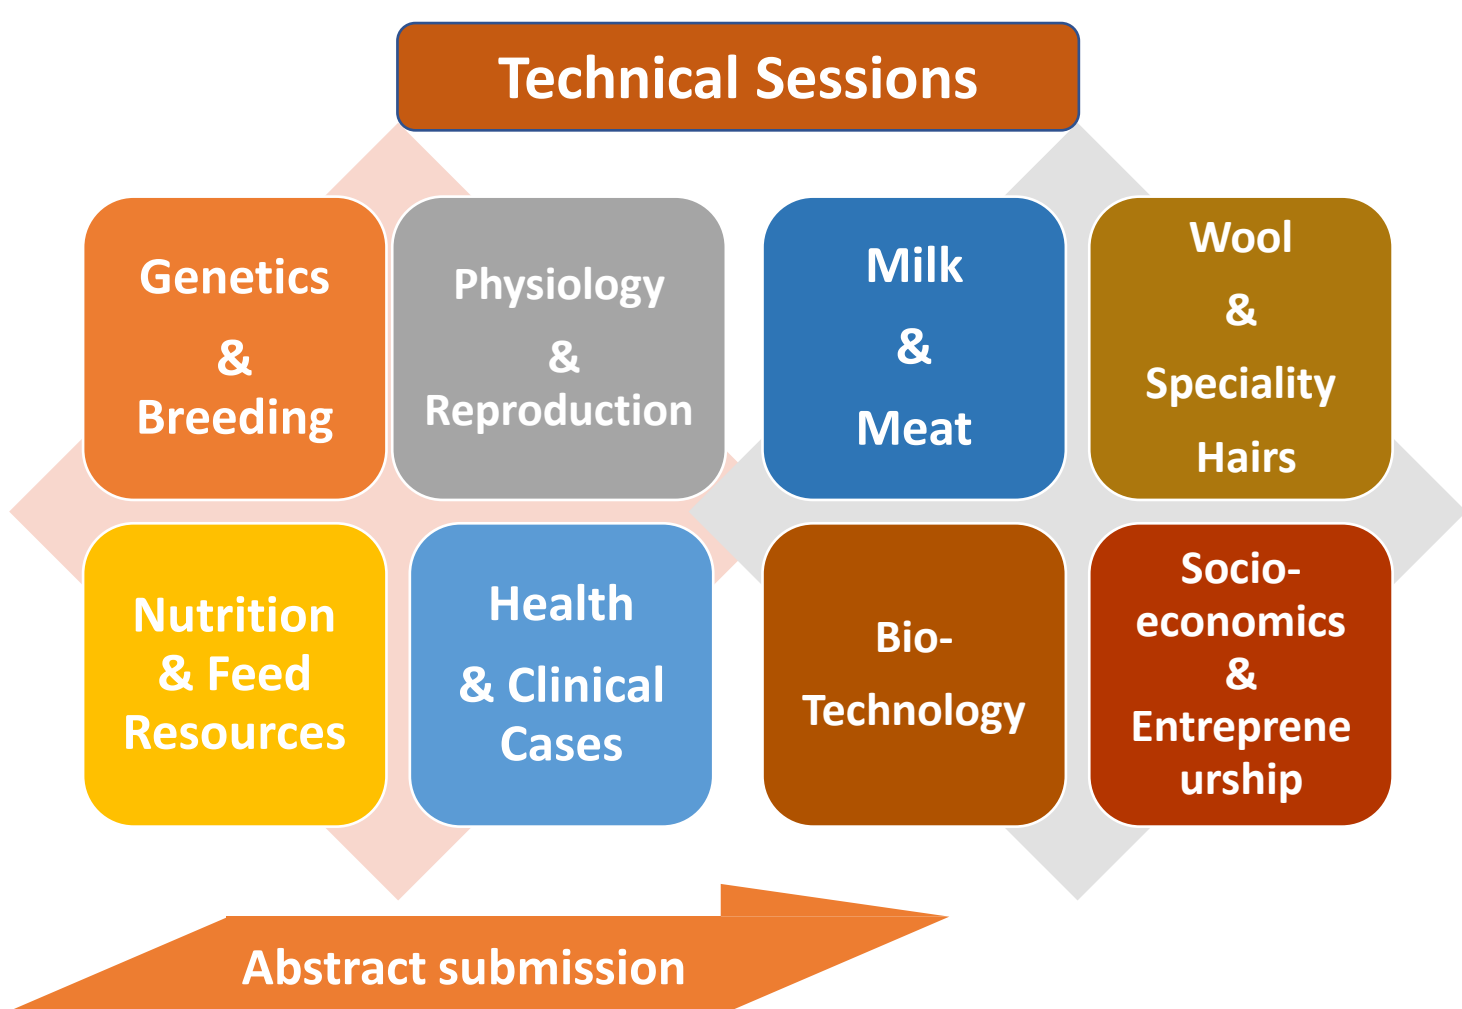 Technical Sessions
Genetics
&
Breeding
Physiology
&
Reproduction
Milk
&
Meat
Wool
&
Speciality
Hairs
Nutrition
& Feed
Resources
Health
& Clinical
Cases
Bio-
Technology
Socio-
economics
&
Entreprene
urship
Abstract submission